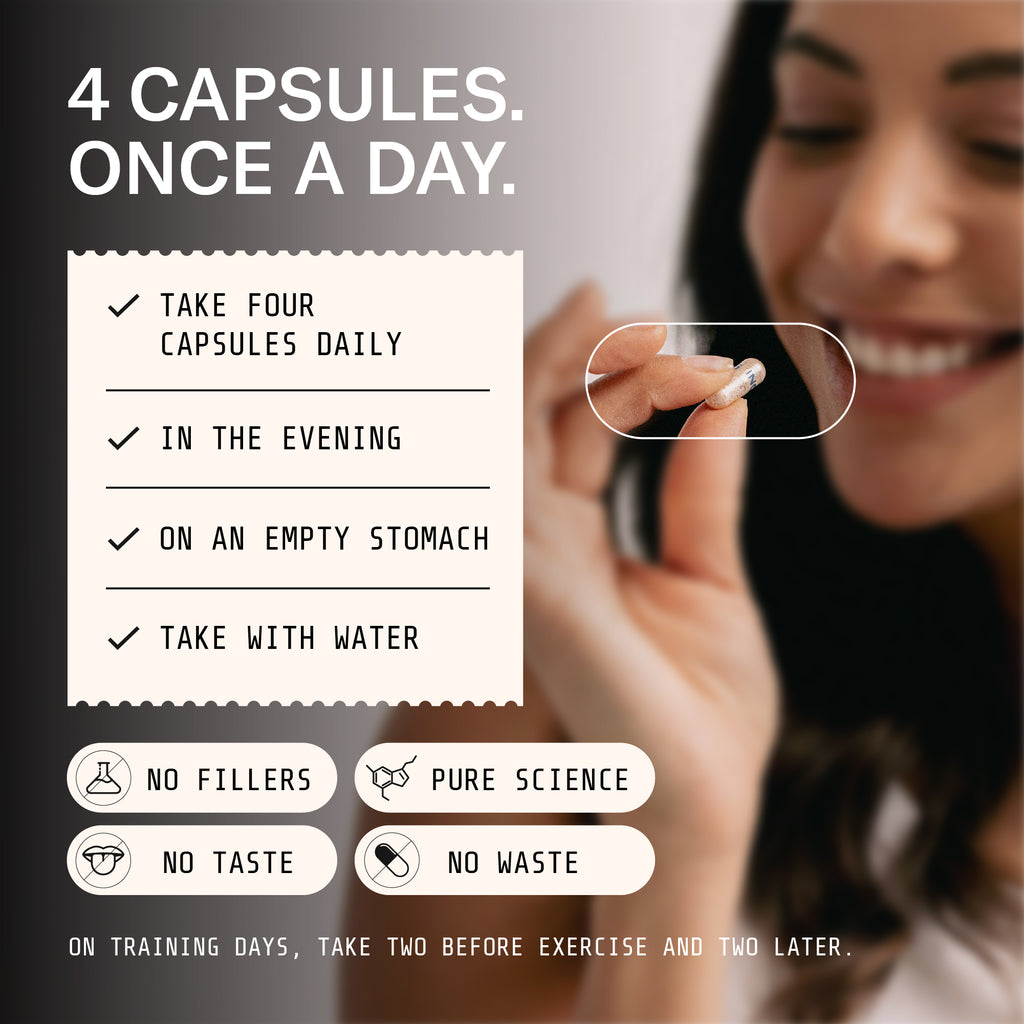 4 CAPSULES.
ONCE A DAY.
TAKE FOUR
CAPSULES DAILY
IN THE EVENING
ON AN EMPTY STOMACH
TAKE WITH WATER
NO FILLERS
PURE SCIENCE
NO TASTE
NO WASTE
ON TRAINING DAYS, TAKE TWO BEFORE EXERCISE AND TWO LATER.